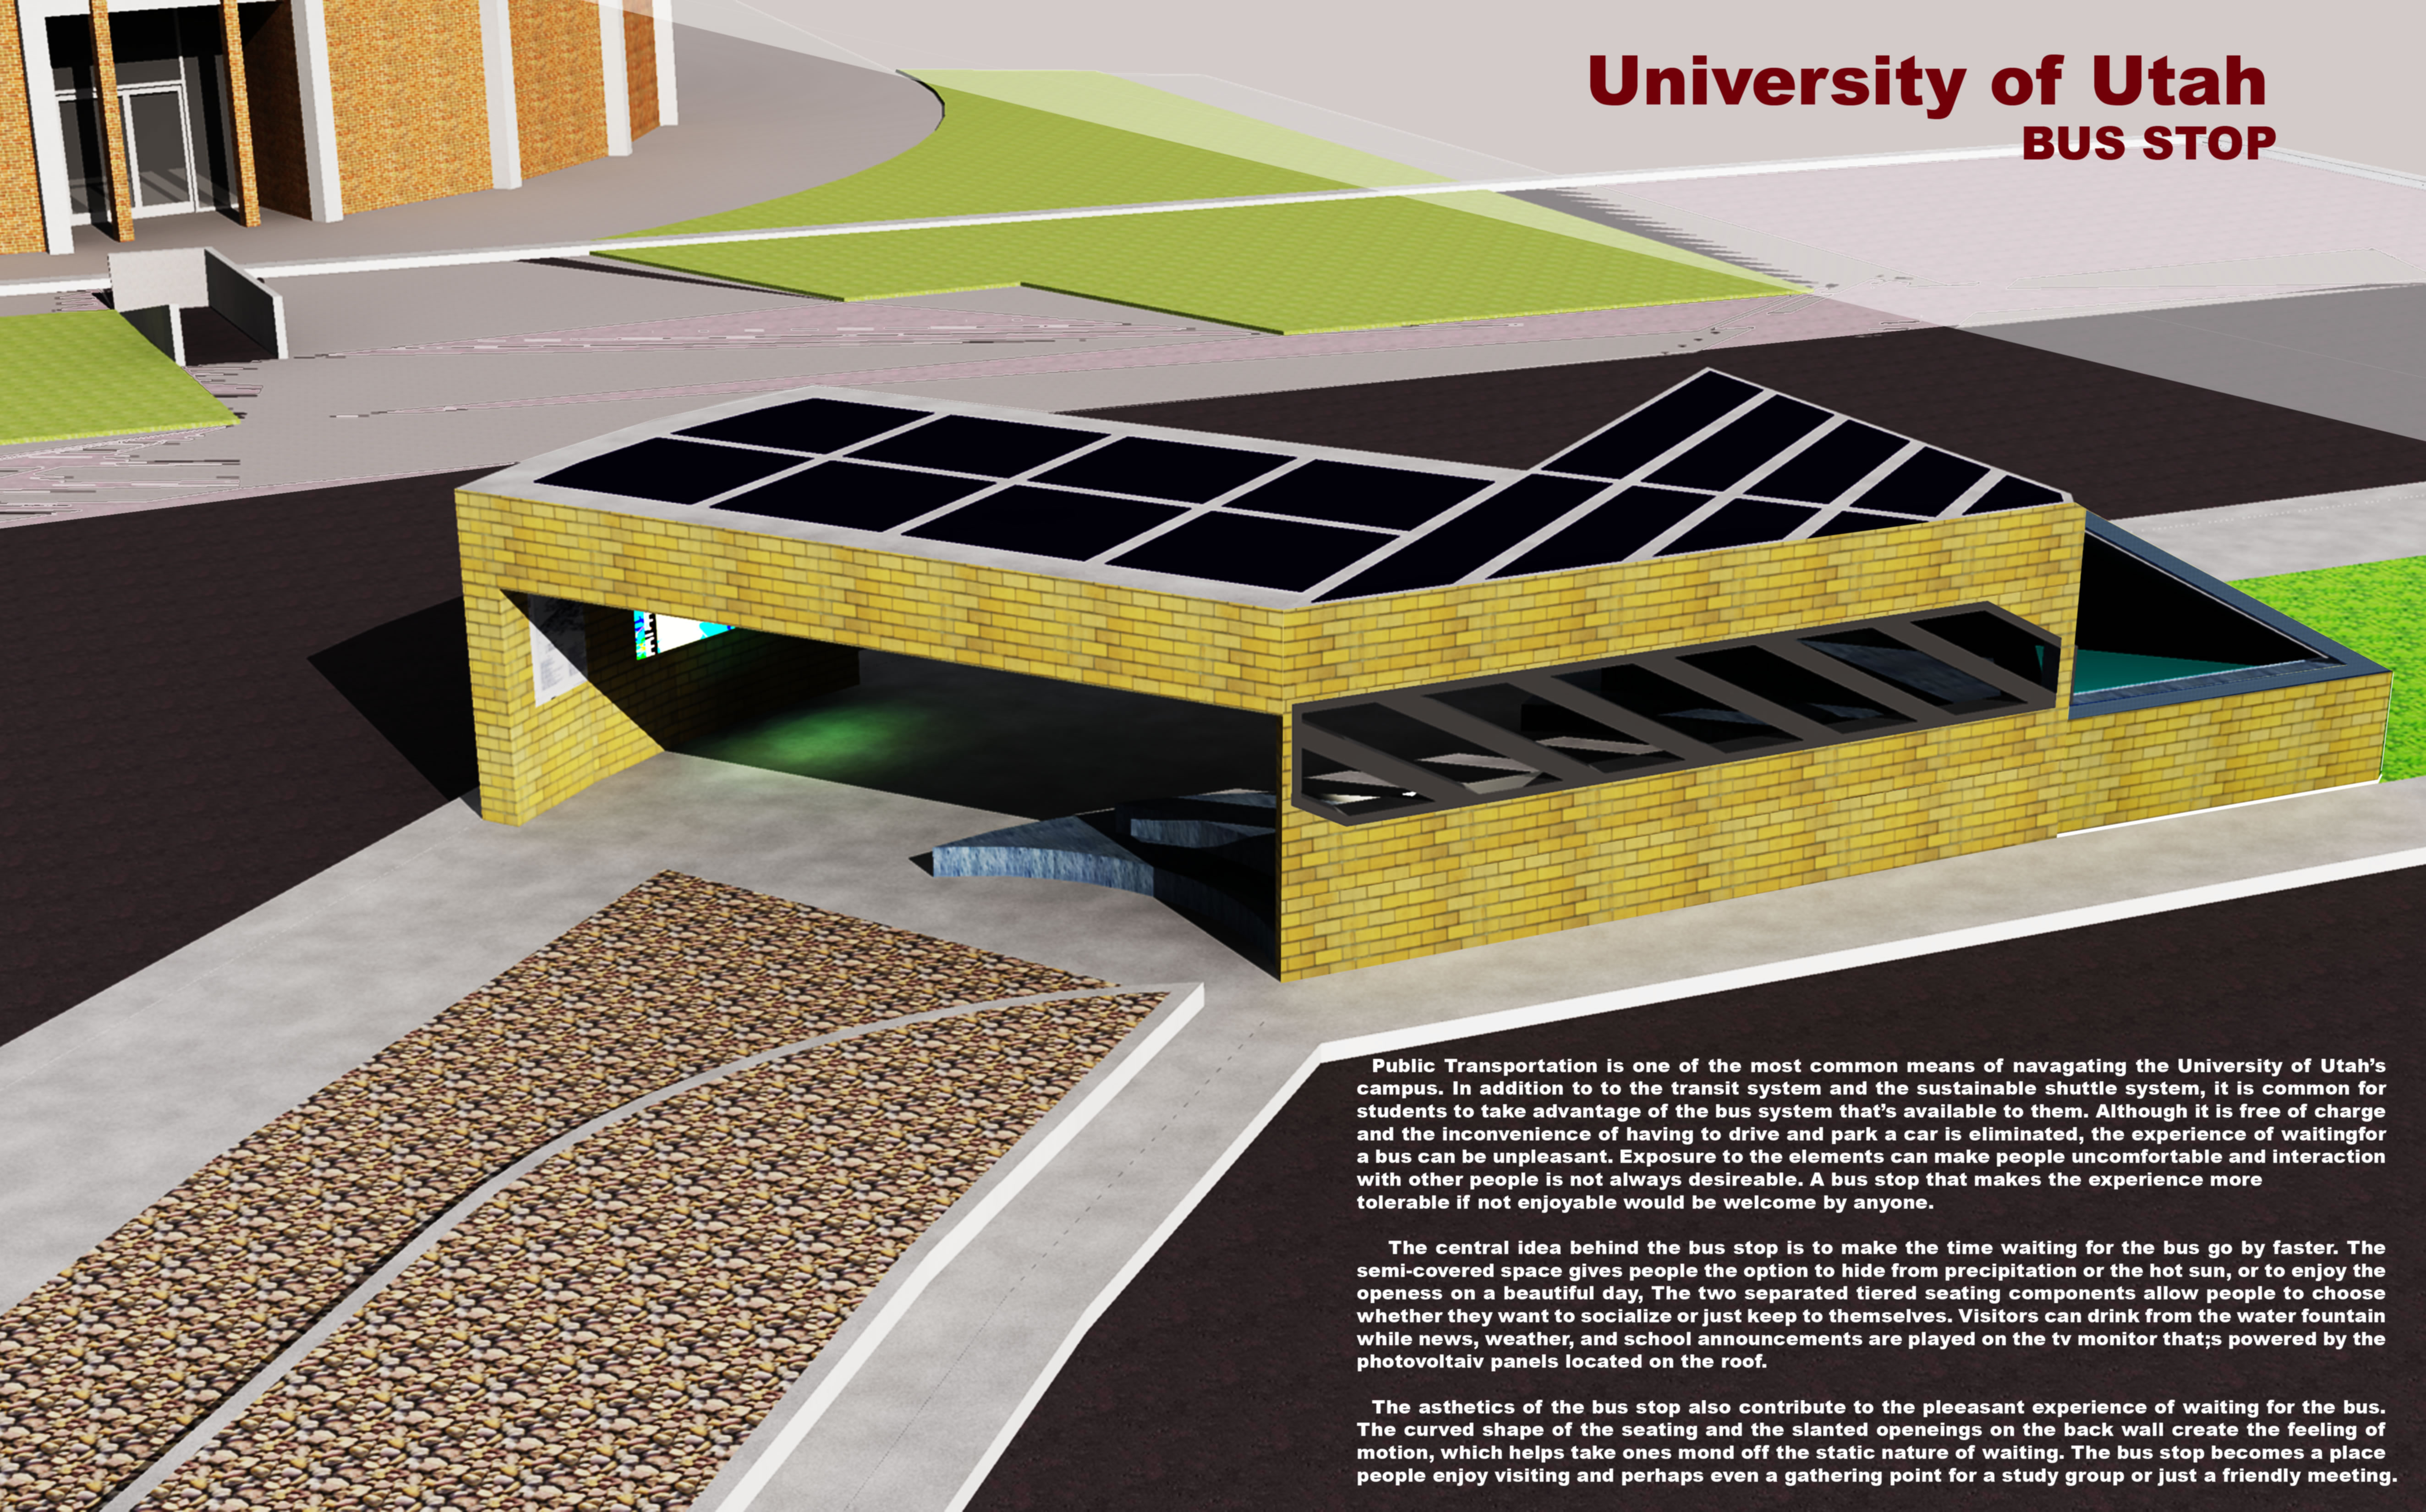 University of Utah
BUS STOP
Public Transportation is one of the most common means of navagating the University of Utah's
campus. In addition to to the transit system and the sustainable shuttle system, it is common for
students to take advantage of the bus system that's available to them. Although it is free of charge
and the inconvenience of having to drive and park a car is eliminated, the experience of waitingfor
a bus can be unpleasant. Exposure to the elements can make people uncomfortable and interaction
with other people is not always desireable. A bus stop that makes the experience more
tolerable if not enjoyable would be welcome by anyone.
The central idea behind the bus stop is to make the time waiting for the bus go by faster. The
semi-covered space gives people the option to hide from precipitation or the hot sun, or to enjoy the
openess on a beautiful day, The two separated tiered seating components allow people to choose
whether they want to socialize or just keep to themselves. Visitors can drink from the water fountain
while news, weather, and school announcements are played on the tv monitor that;s powered by the
photovoltaiv panels located on the roof.
The asthetics of the bus stop also contribute to the pleeasant experience of waiting for the bus.
The curved shape of the seating and the slanted openeings on the back wall create the feeling of
motion, which helps take ones mond off the static nature of waiting. The bus stop becomes a place
people enjoy visiting and perhaps even a gathering point for a study group or just a friendly meeting.